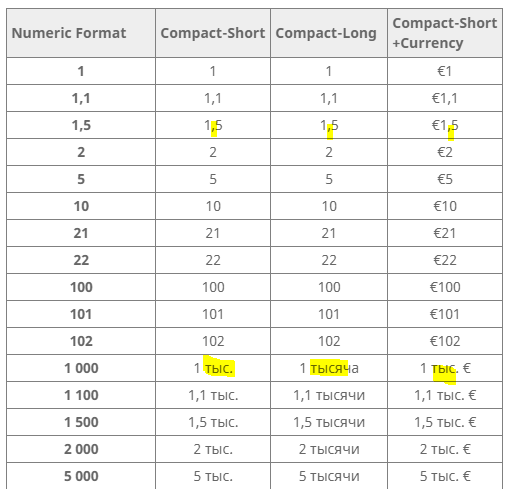 Numeric Format Compact-Short Compact-Long Compact-Short
+Currency
1 1 1 €1
1,1 1,1 1,1 €1,1
1,5 1,5 1,5 €1,5
2 2 2 €2
5 5 5 €5
10 10 10 €10
21 21 21 €21
22 22 22 €22
100 100 100 €100
101 101 101 €101
102 102 102 €102
1 000 1 тыс. 1 тысяча 1 тыс. €
1 100 1,1 тыс. 1,1 тысячи 1,1 тыс. €
1 500 1,5 тыс. 1,5 тысячи 1,5 тыс. €
2 000 2 тыс. 2 тысячи 2 тыс. €
5 000 5 тыс. 5 тысячи 5 тыс. €